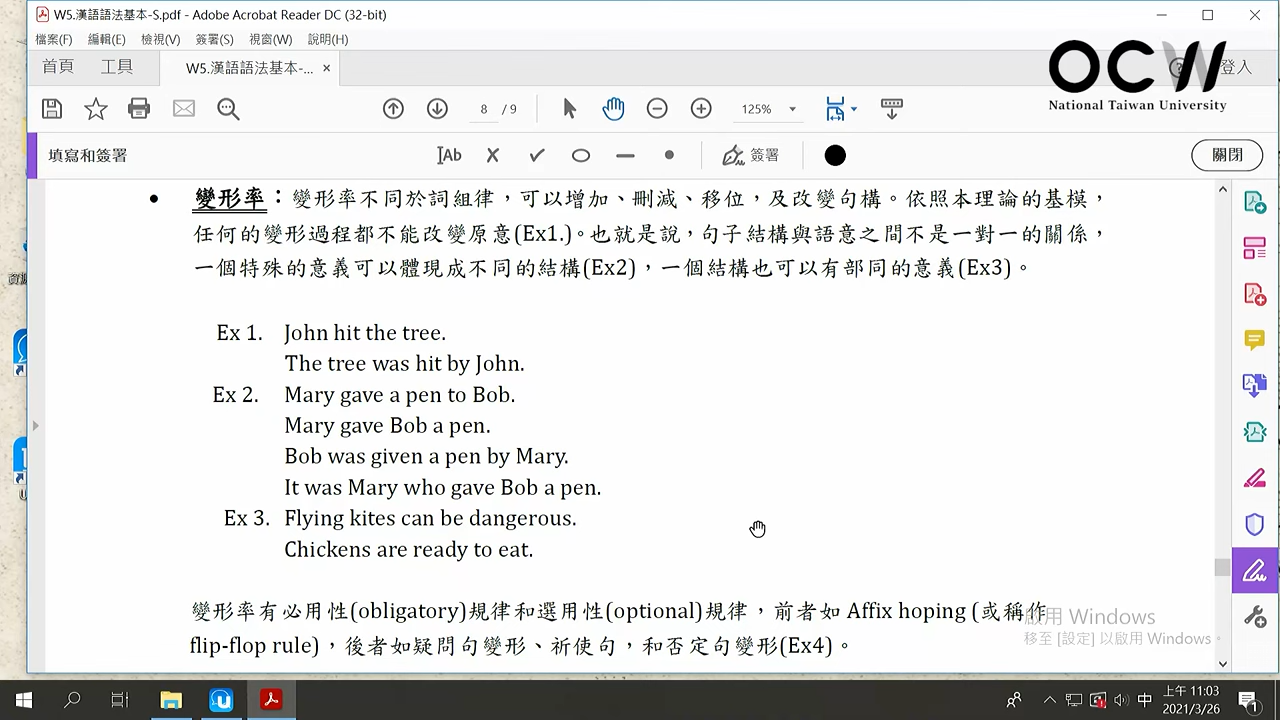 W5.漢語語法基本-S.pdf - Adobe Acrobat Reader DC (32-bit)
檔案(F) 編輯(E) 檢視(V) 簽署(S) 視窗(W) 說明(H)
首頁 工具 W5.漢語語法基本-... × 登入
OCW
National Taiwan University
8 / 9 125%
填寫和簽署 Ab 簽署 關閉
• 變形率：變形率不同於詞組律，可以增加、刪減、移位，及改變句構。依照本理論的基模，
任何的變形過程都不能改變原意(Ex1.)。也就是說，句子結構與語意之間不是一對一的關係，
一個特殊的意義可以體現成不同的結構(Ex2)，一個結構也可以有部同的意義(Ex3)。
Ex 1. John hit the tree.
The tree was hit by John.
Ex 2. Mary gave a pen to Bob.
Mary gave Bob a pen.
Bob was given a pen by Mary.
It was Mary who gave Bob a pen.
Ex 3. Flying kites can be dangerous.
Chickens are ready to eat.
變形率有必用性(obligatory)規律和選用性(optional)規律，前者如 Affix hoping (或稱作
flip-flop rule)，後者如疑問句變形、祈使句，和否定句變形(Ex4)。
啟用 Windows
移至 [設定] 以啟用 Windows。
中 上午 11:03
2021/3/26
1